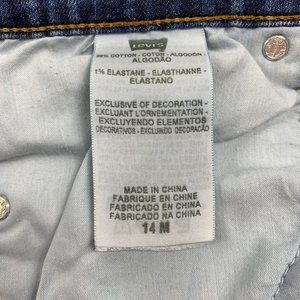 Levi's
99% COTTON - COTON - ALGODÓN
ALGODÃO
1% ELASTANE - ELASTHANNE -
ELASTANO
EXCLUSIVE OF DECORATION -
EXCLUANT L'ORNEMENTATION -
EXCLUYENDO ELEMENTOS
DECORATIVOS - EXCLUINDO DECORAÇÃO
MADE IN CHINA
FABRIQUE EN CHINE
FABRICADO EN CHINA
FABRICADO NA CHINA
14 M